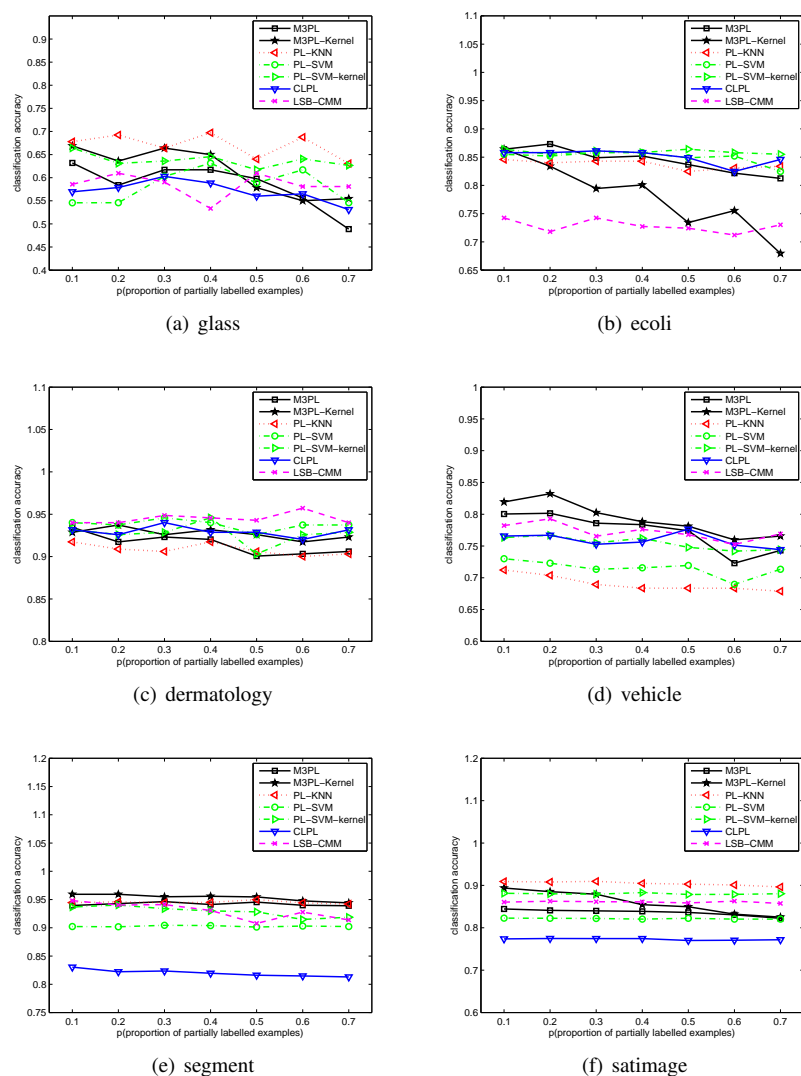 0.9
0.85
0.8
0.75
0.7
0.65
0.6
0.55
0.5
0.45
0.4
classification accuracy
M3PL
M3PL−Kernel
PL−KNN
PL−SVM
PL−SVM−kernel
CLPL
LSB−CMM
0.1 0.2 0.3 0.4 0.5 0.6 0.7
p(proportion of partially labelled examples)
(a) glass
1.1
1.05
1
0.95
0.9
0.85
0.8
0.75
0.7
0.65
classification accuracy
M3PL
M3PL−Kernel
PL−KNN
PL−SVM
PL−SVM−kernel
CLPL
LSB−CMM
0.1 0.2 0.3 0.4 0.5 0.6 0.7
p(proportion of partially labelled examples)
(b) ecoli
1.1
1.05
1
0.95
0.9
0.85
0.8
classification accuracy
M3PL
M3PL−Kernel
PL−KNN
PL−SVM
PL−SVM−kernel
CLPL
LSB−CMM
0.1 0.2 0.3 0.4 0.5 0.6 0.7
p(proportion of partially labelled examples)
(c) dermatology
1
0.95
0.9
0.85
0.8
0.75
0.7
0.65
0.6
classification accuracy
M3PL
M3PL−Kernel
PL−KNN
PL−SVM
PL−SVM−kernel
CLPL
LSB−CMM
0.1 0.2 0.3 0.4 0.5 0.6 0.7
p(proportion of partially labelled examples)
(d) vehicle
1.2
1.15
1.1
1.05
1
0.95
0.9
0.85
0.8
0.75
classification accuracy
M3PL
M3PL−Kernel
PL−KNN
PL−SVM
PL−SVM−kernel
CLPL
LSB−CMM
0.1 0.2 0.3 0.4 0.5 0.6 0.7
p(proportion of partially labelled examples)
(e) segment
1.2
1.1
1
0.9
0.8
0.7
0.6
classification accuracy
M3PL
M3PL−Kernel
PL−KNN
PL−SVM
PL−SVM−kernel
CLPL
LSB−CMM
0.1 0.2 0.3 0.4 0.5 0.6 0.7
p(proportion of partially labelled examples)
(f) satimage